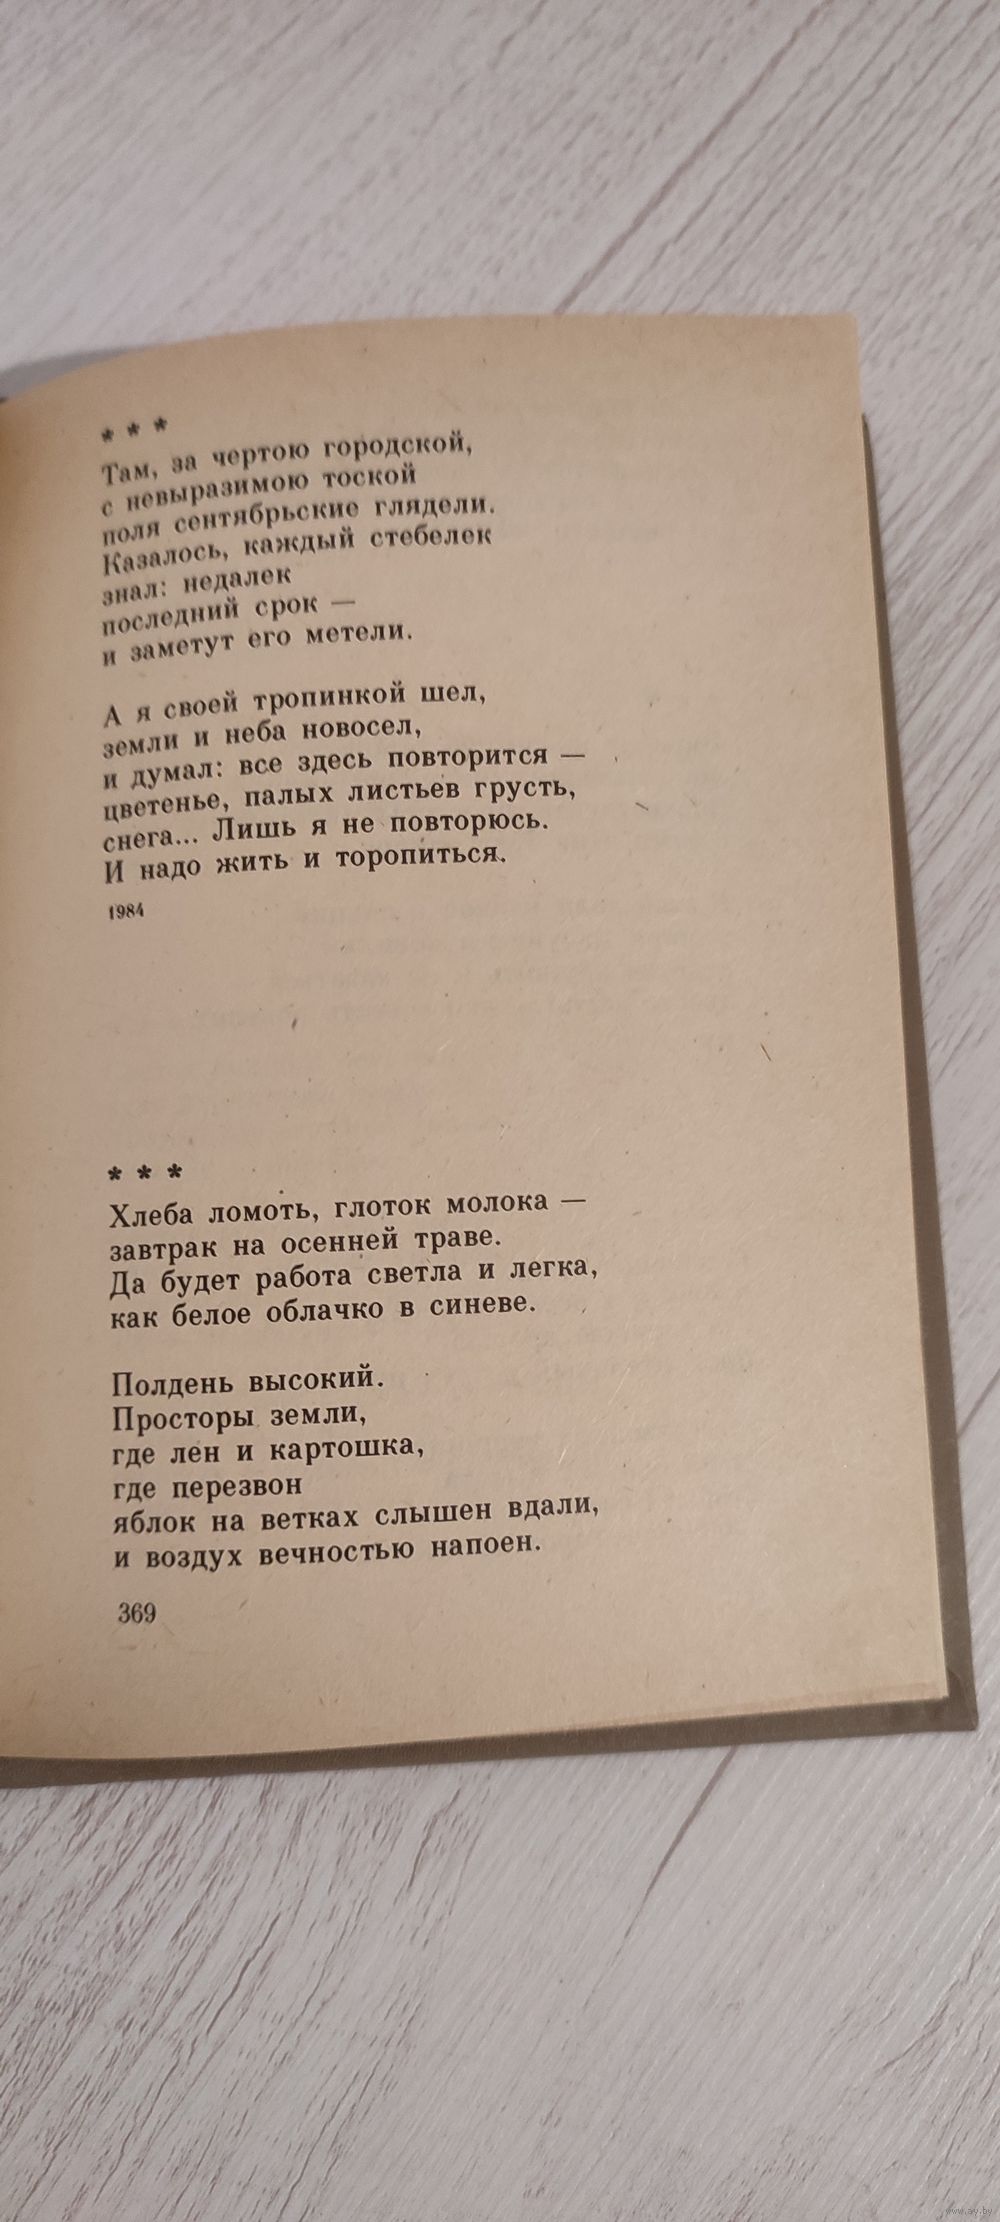 * * *
Там, за чертою городской,
с невыразимою тоской
поля сентябрьские глядели.
Казалось, каждый стебелек
знал: недалек
последний срок —
и заметут его метели.
А я своей тропинкой шел,
земли и неба новосел,
и думал: все здесь повторится —
цветенье, палых листьев грусть,
снега... Лишь я не повторюсь.
И надо жить и торопиться.
1984
* * *
Хлеба ломоть, глоток молока —
завтрак на осенней траве.
Да будет работа светла и легка,
как белое облачко в синеве.
Полдень высокий.
Просторы земли,
где лен и картошка,
где перезвон
яблок на ветках слышен вдали,
и воздух вечностью напоен.
369
www.ay.by